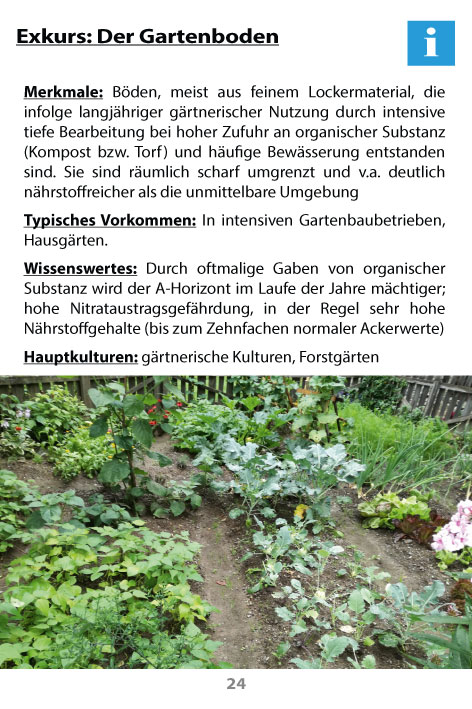 Exkurs: Der Gartenboden
i
Merkmale: Böden, meist aus feinem Lockermaterial, die
infolge langjähriger gärtnerischer Nutzung durch intensive
tiefe Bearbeitung bei hoher Zufuhr an organischer Substanz
(Kompost bzw. Torf) und häufige Bewässerung entstanden
sind. Sie sind räumlich scharf umgrenzt und v.a. deutlich
nährstoffreicher als die unmittelbare Umgebung
Typisches Vorkommen: In intensiven Gartenbaubetrieben,
Hausgärten.
Wissenswertes: Durch oftmalige Gaben von organischer
Substanz wird der A-Horizont im Laufe der Jahre mächtiger;
hohe Nitrataustragsgefährdung, in der Regel sehr hohe
Nährstoffgehalte (bis zum Zehnfachen normaler Ackerwerte)
Hauptkulturen: gärtnerische Kulturen, Forstgärten
24